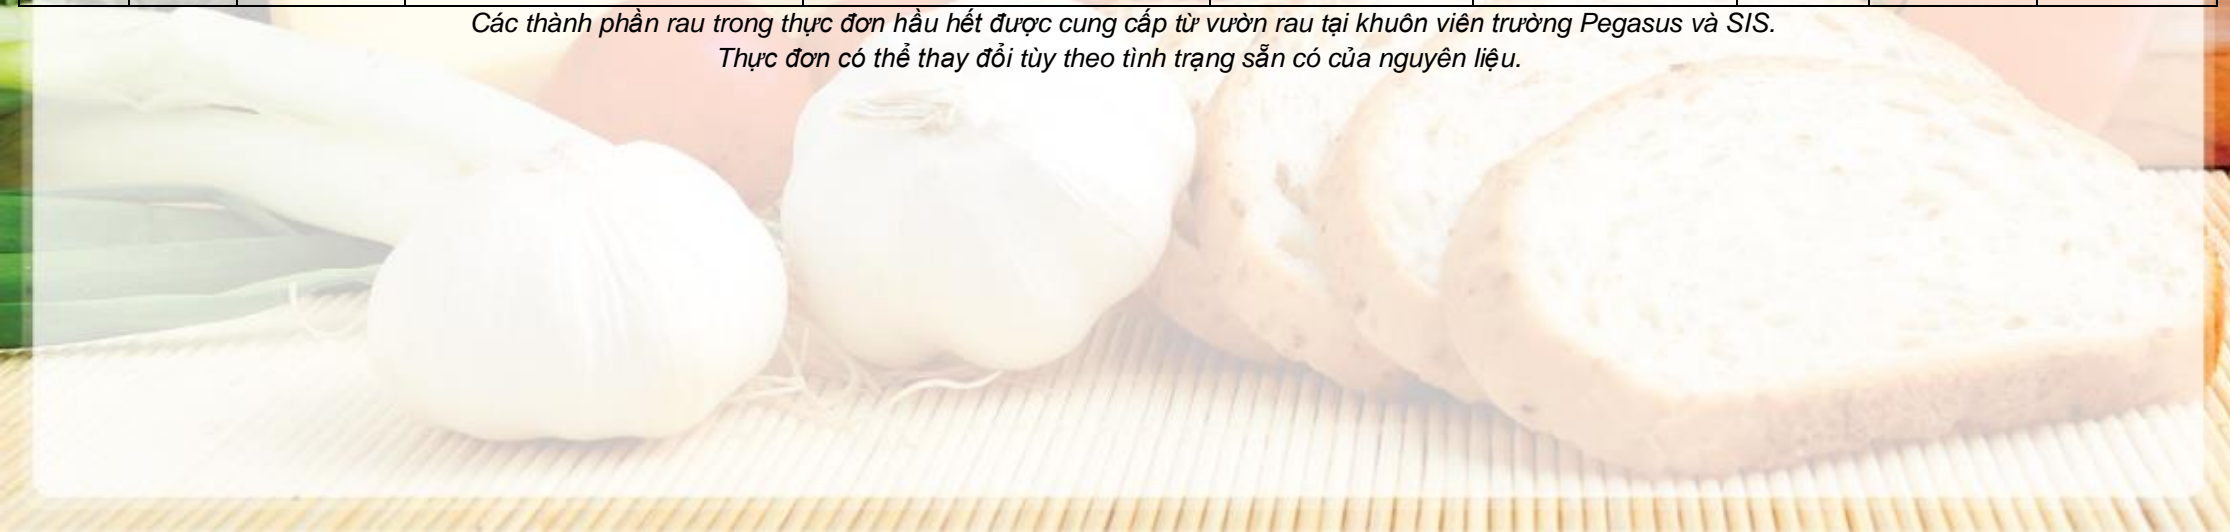 Các thành phần rau trong thực đơn hầu hết được cung cấp từ vườn rau tại khuôn viên trường Pegasus và SIS.
Thực đơn có thể thay đổi tùy theo tình trạng sẵn có của nguyên liệu.